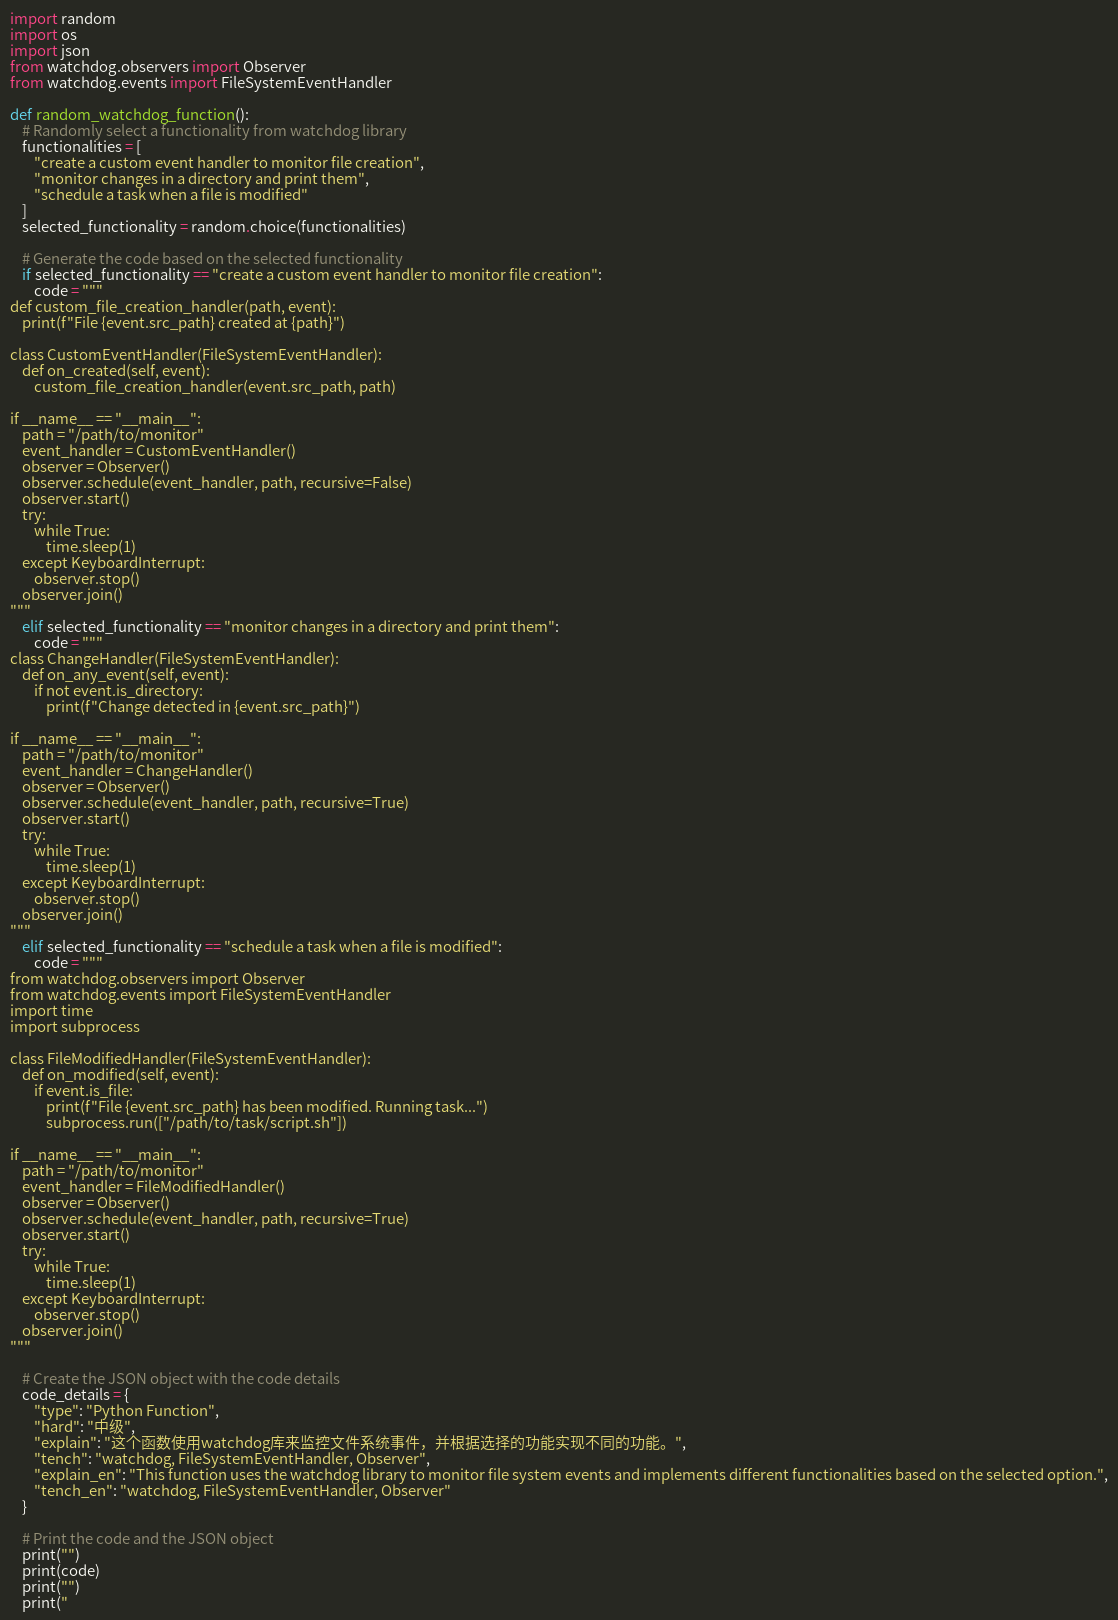 import random
import os
import json
from watchdog.observers import Observer
from watchdog.events import FileSystemEventHandler

def random_watchdog_function():
    # Randomly select a functionality from watchdog library
    functionalities = [
        "create a custom event handler to monitor file creation",
        "monitor changes in a directory and print them",
        "schedule a task when a file is modified"
    ]
    selected_functionality = random.choice(functionalities)

    # Generate the code based on the selected functionality
    if selected_functionality == "create a custom event handler to monitor file creation":
        code = """
def custom_file_creation_handler(path, event):
    print(f"File {event.src_path} created at {path}")

class CustomEventHandler(FileSystemEventHandler):
    def on_created(self, event):
        custom_file_creation_handler(event.src_path, path)

if __name__ == "__main__":
    path = "/path/to/monitor"
    event_handler = CustomEventHandler()
    observer = Observer()
    observer.schedule(event_handler, path, recursive=False)
    observer.start()
    try:
        while True:
            time.sleep(1)
    except KeyboardInterrupt:
        observer.stop()
    observer.join()
"""
    elif selected_functionality == "monitor changes in a directory and print them":
        code = """
class ChangeHandler(FileSystemEventHandler):
    def on_any_event(self, event):
        if not event.is_directory:
            print(f"Change detected in {event.src_path}")

if __name__ == "__main__":
    path = "/path/to/monitor"
    event_handler = ChangeHandler()
    observer = Observer()
    observer.schedule(event_handler, path, recursive=True)
    observer.start()
    try:
        while True:
            time.sleep(1)
    except KeyboardInterrupt:
        observer.stop()
    observer.join()
"""
    elif selected_functionality == "schedule a task when a file is modified":
        code = """
from watchdog.observers import Observer
from watchdog.events import FileSystemEventHandler
import time
import subprocess

class FileModifiedHandler(FileSystemEventHandler):
    def on_modified(self, event):
        if event.is_file:
            print(f"File {event.src_path} has been modified. Running task...")
            subprocess.run(["/path/to/task/script.sh"])

if __name__ == "__main__":
    path = "/path/to/monitor"
    event_handler = FileModifiedHandler()
    observer = Observer()
    observer.schedule(event_handler, path, recursive=True)
    observer.start()
    try:
        while True:
            time.sleep(1)
    except KeyboardInterrupt:
        observer.stop()
    observer.join()
"""

    # Create the JSON object with the code details
    code_details = {
        "type": "Python Function",
        "hard": "中级",
        "explain": "这个函数使用watchdog库来监控文件系统事件，并根据选择的功能实现不同的功能。",
        "tench": "watchdog, FileSystemEventHandler, Observer",
        "explain_en": "This function uses the watchdog library to monitor file system events and implements different functionalities based on the selected option.",
        "tench_en": "watchdog, FileSystemEventHandler, Observer"
    }

    # Print the code and the JSON object
    print("")
    print(code)
    print("")
    print("